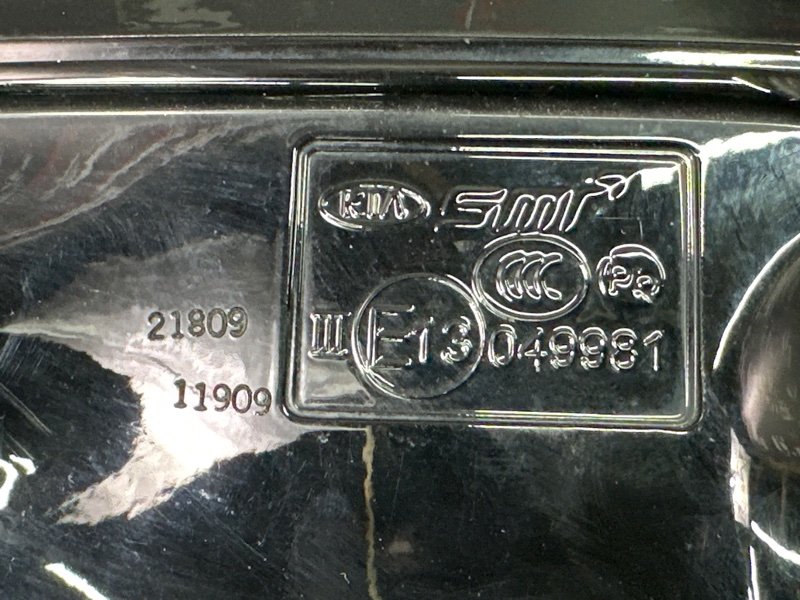 KIA SMR
CCC
21809 III E13 049981
11909